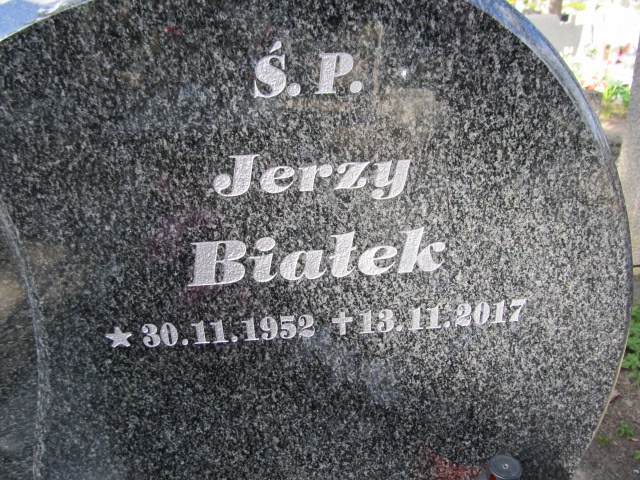 Ś. P.
Jerzy
Białek
★ 30.11.1952 ✝ 13.11.2017